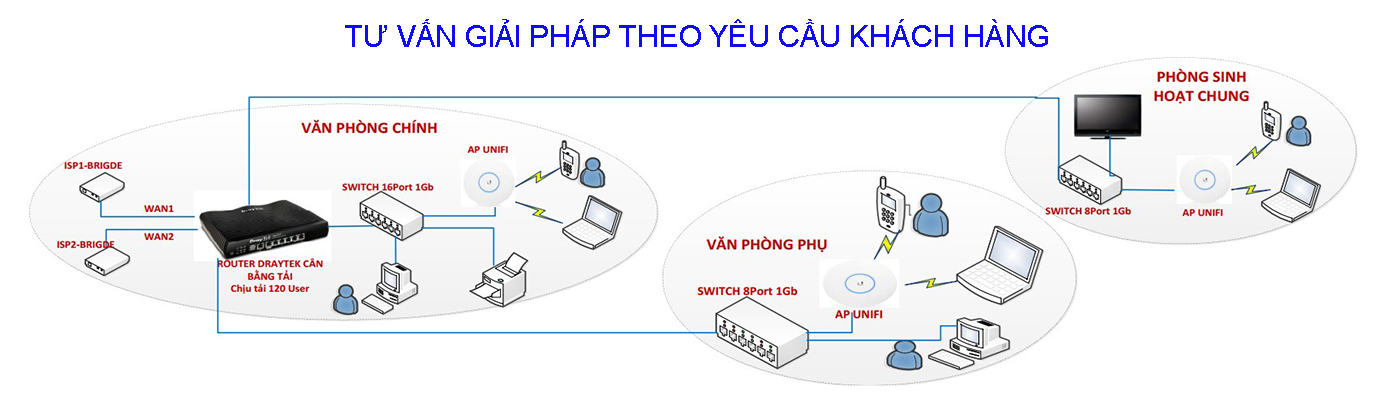 TƯ VẤN GIẢI PHÁP THEO YÊU CẦU KHÁCH HÀNG
PHÒNG SINH
HOẠT CHUNG
VĂN PHÒNG CHÍNH
AP UNIFI
ISP1-BRIGDE
SWITCH 16Port 1Gb
WAN1
WAN2
ISP2-BRIGDE
ROUTER DRAYTEK CÂN
BẰNG TẢI
Chịu tải 120 User
VĂN PHÒNG PHỤ
SWITCH 8Port 1Gb
AP UNIFI
SWITCH 8Port 1Gb
AP UNIFI